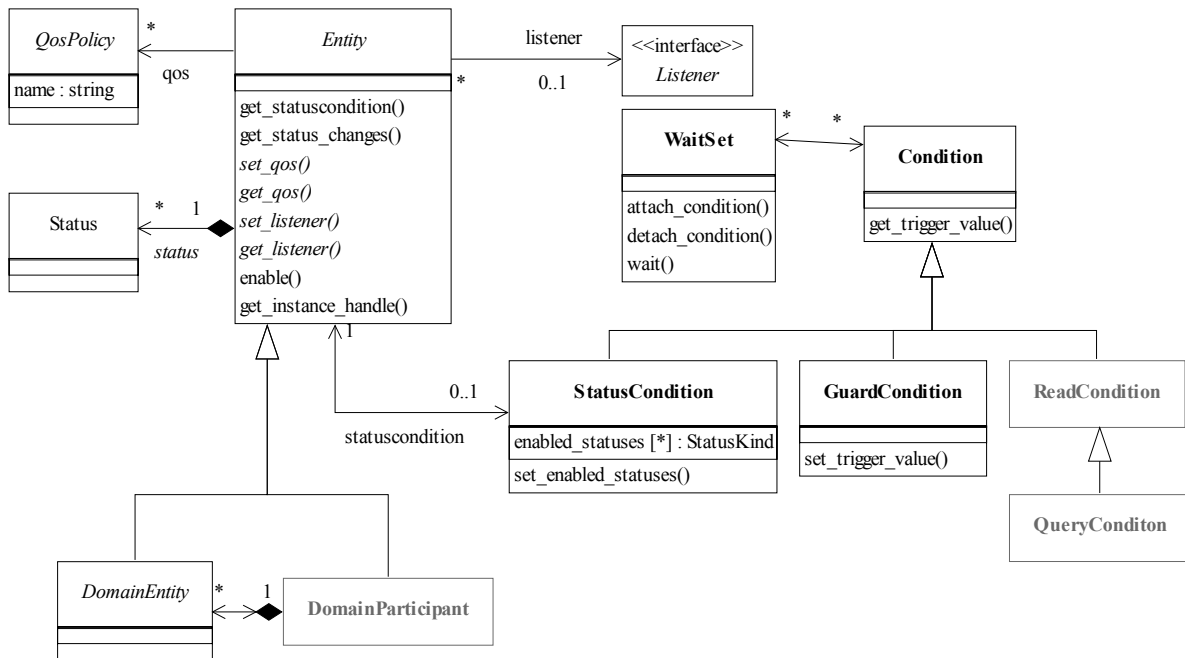 QosPolicy
name : string
*
qos
Entity
get_statuscondition()
get_status_changes()
set_qos()
get_qos()
set_listener()
get_listener()
enable()
get_instance_handle()
*
listener
0..1
<<interface>>
Listener
WaitSet
attach_condition()
detach_condition()
wait()
*
*
Condition
get_trigger_value()
Status
*
1
status
1
0..1
statuscondition
StatusCondition
enabled_statuses [*] : StatusKind
set_enabled_statuses()
GuardCondition
set_trigger_value()
ReadCondition
QueryConditon
DomainEntity
*
1
DomainParticipant